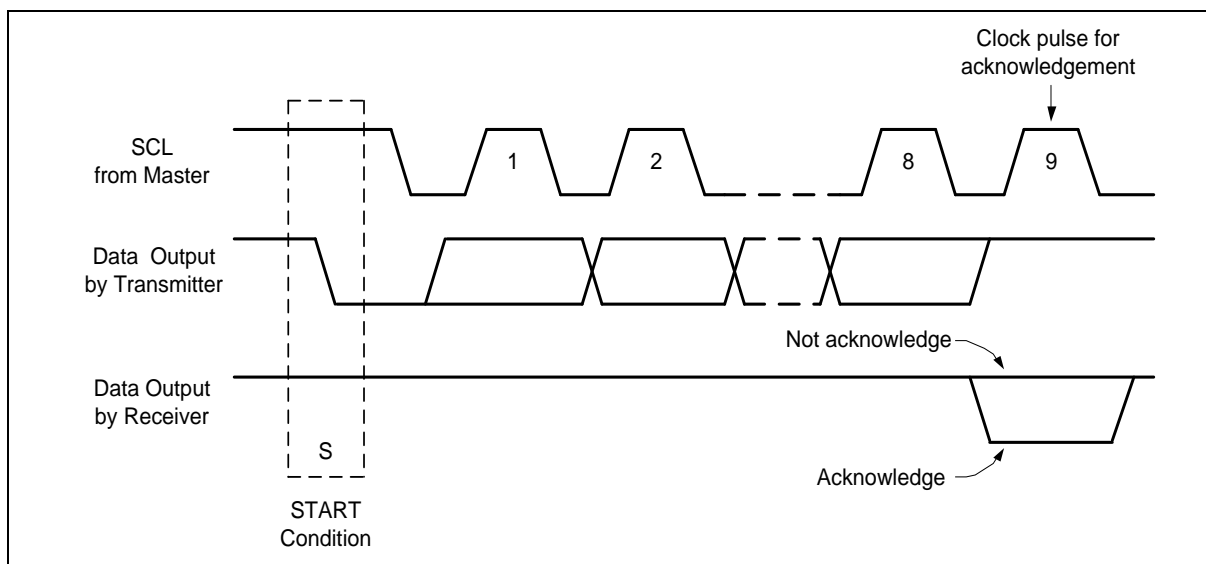 Clock pulse for
acknowledgement
SCL
from Master
1
2
8
9
Data Output
by Transmitter
Not acknowledge
Data Output
by Receiver
S
Acknowledge
START
Condition